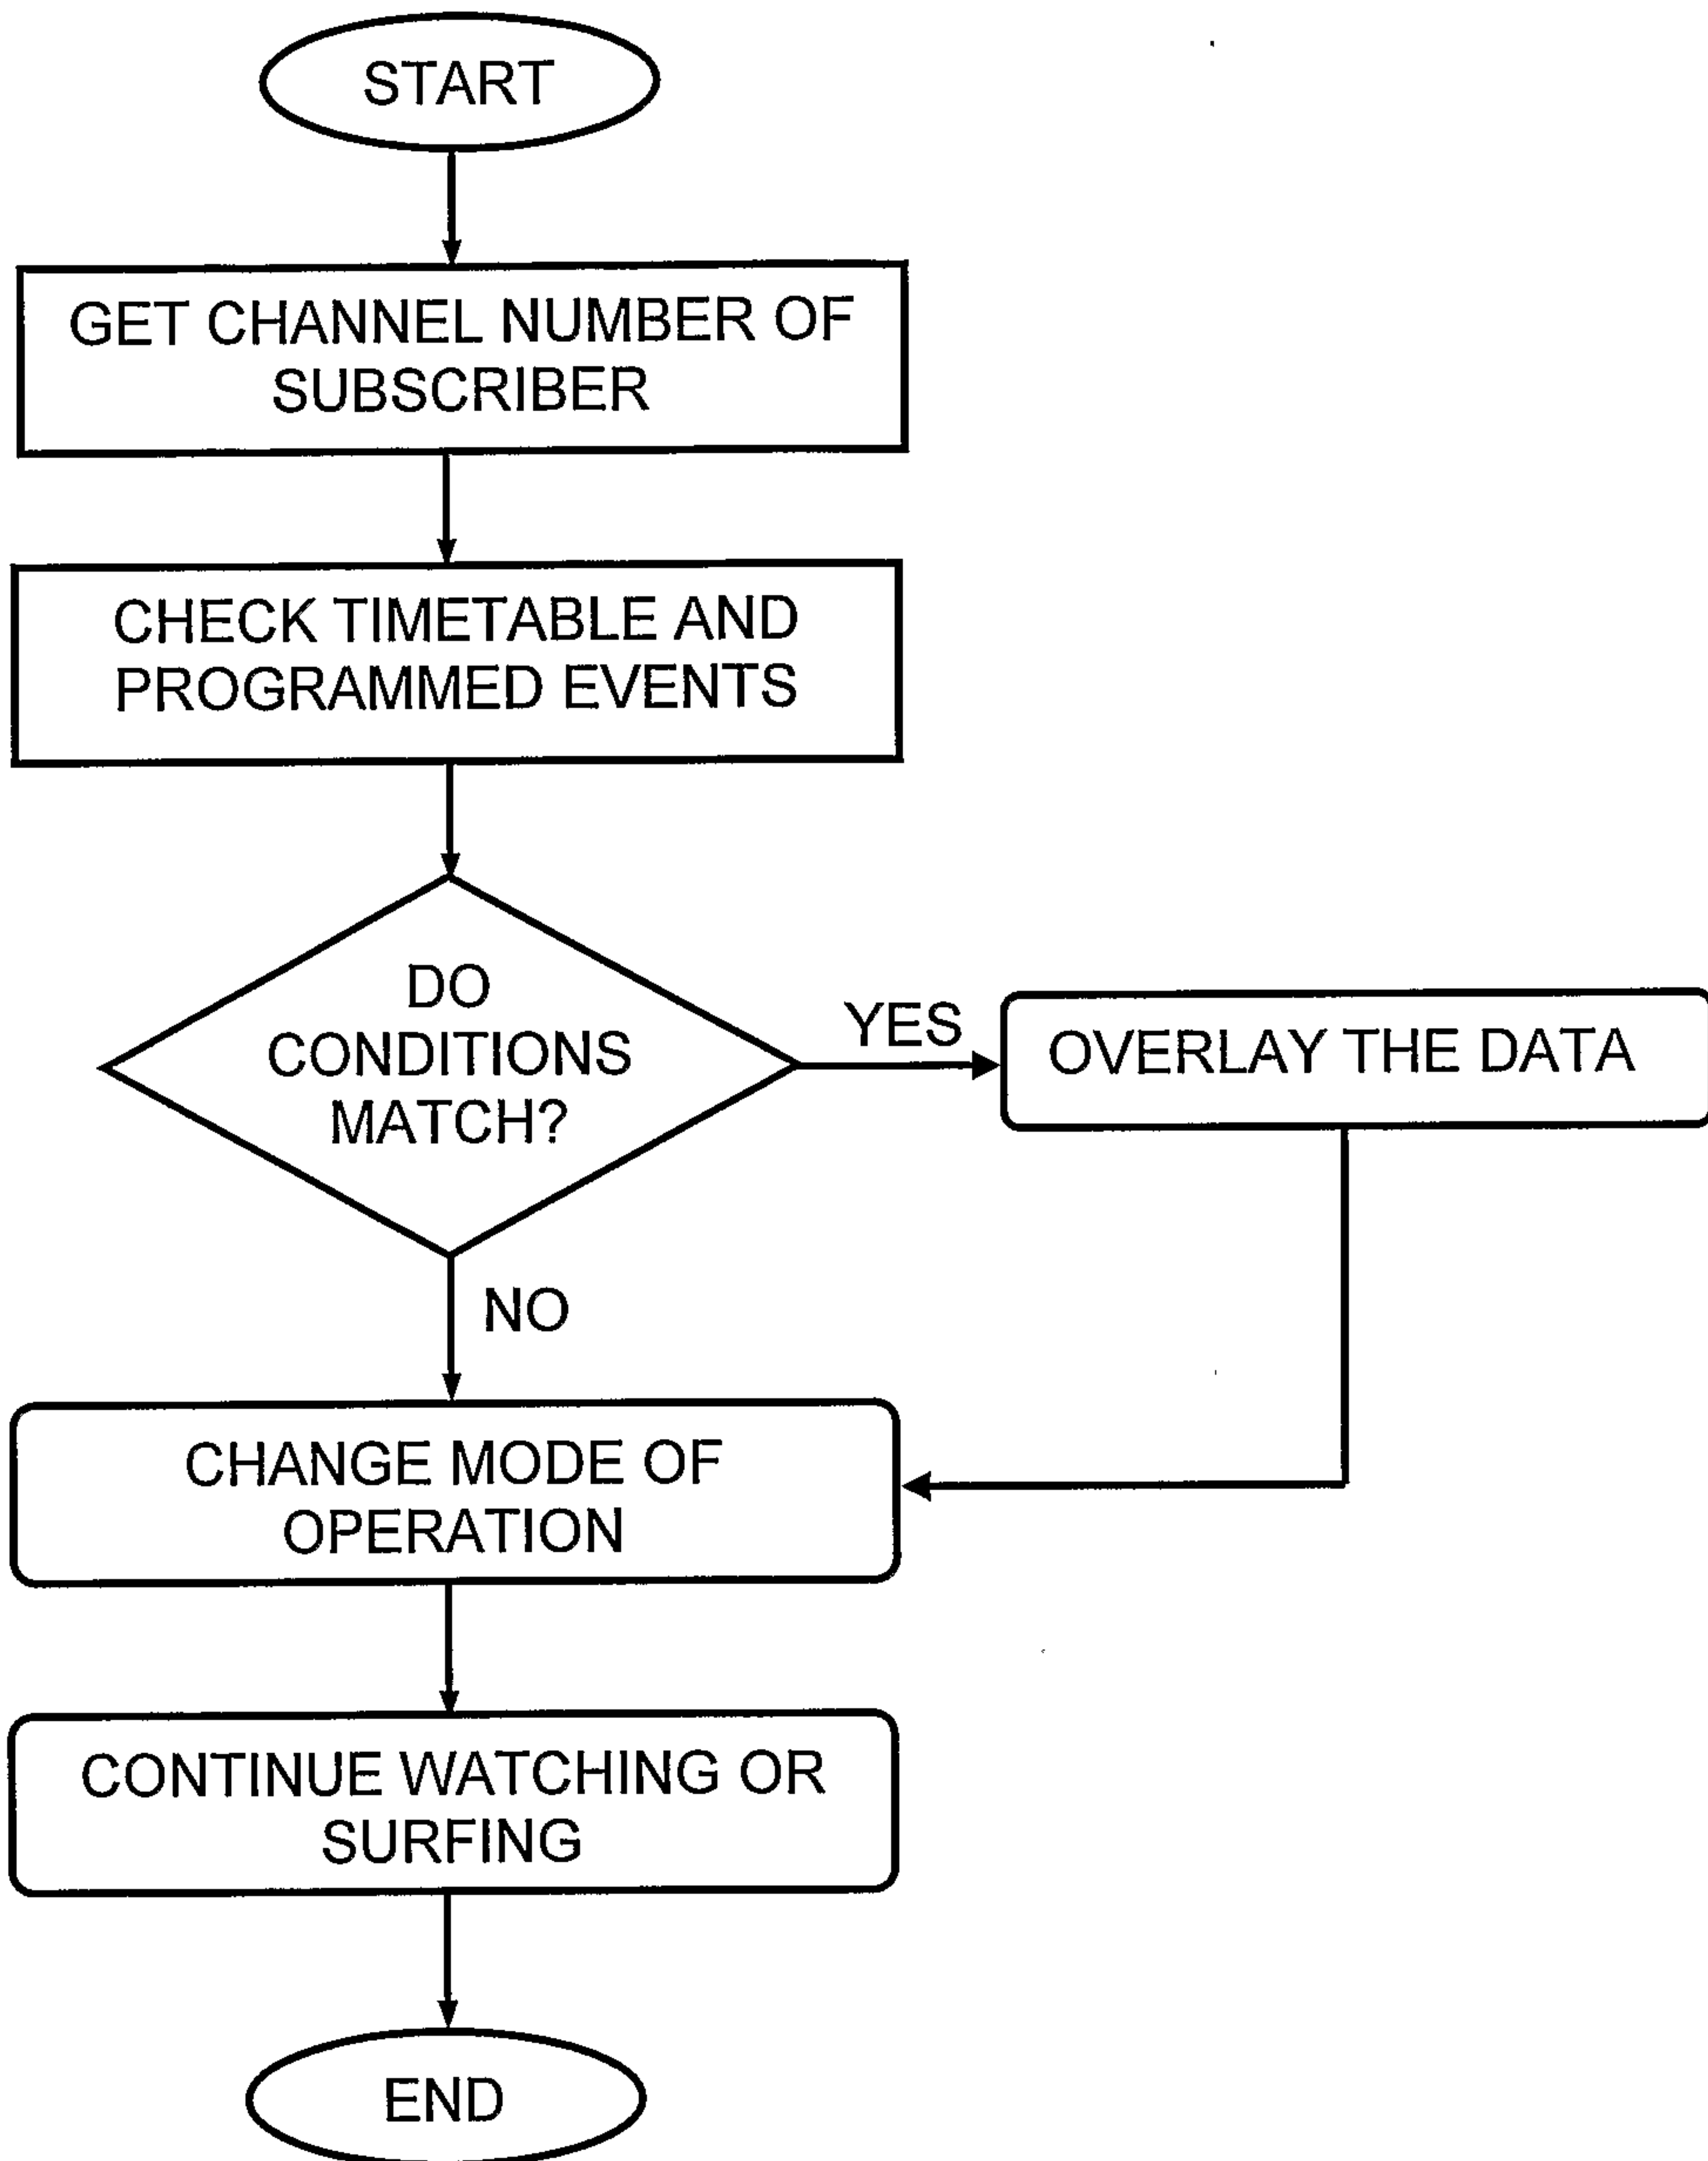 START
GET CHANNEL NUMBER OF
SUBSCRIBER
CHECK TIMETABLE AND
PROGRAMMED EVENTS
DO
CONDITIONS
MATCH?
YES
OVERLAY THE DATA
NO
CHANGE MODE OF
OPERATION
CONTINUE WATCHING OR
SURFING
END